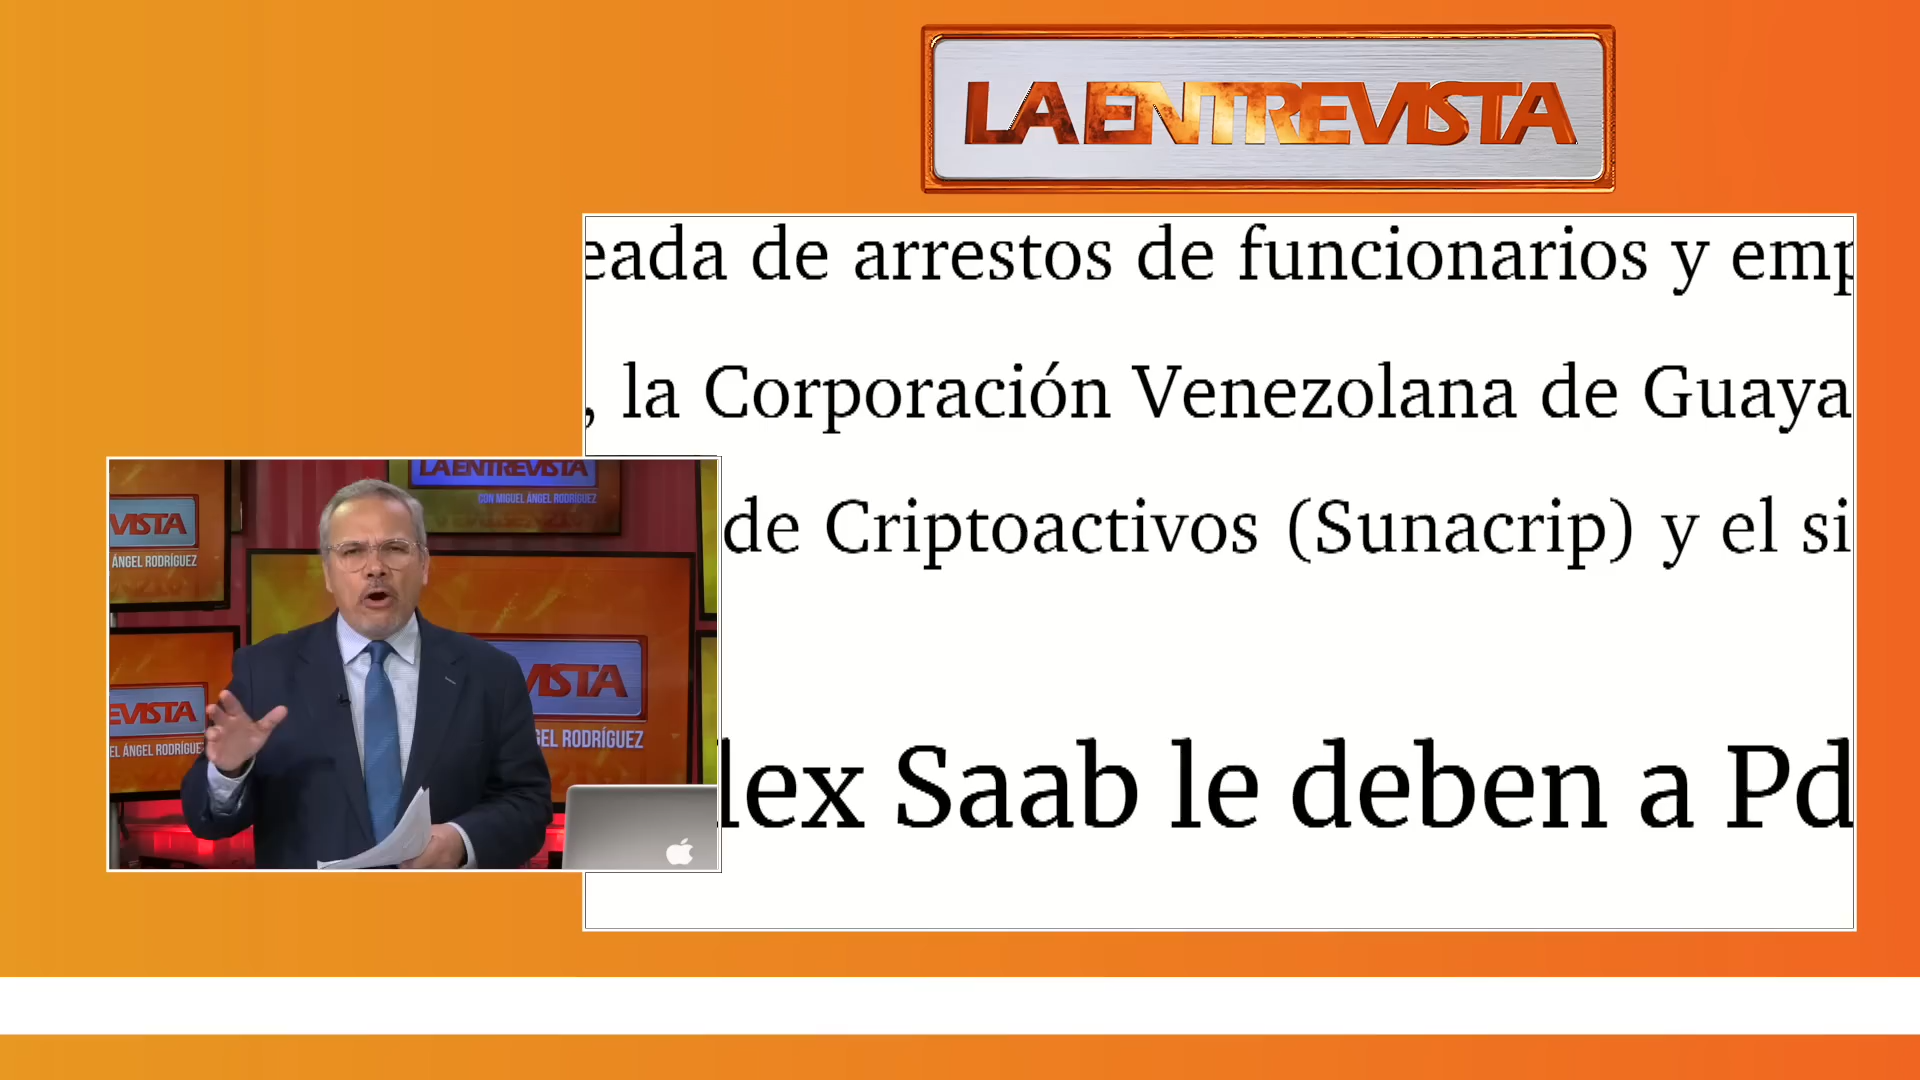 LA ENTREVISTA
eada de arrestos de funcionarios y emp
, la Corporación Venezolana de Guaya
de Criptoactivos (Sunacrip) y el si
lex Saab le deben a Pd
LA ENTREVISTA
CON MIGUEL ÁNGEL RODRÍGUEZ
VISTA
ÁNGEL RODRÍGUEZ
VISTA
GEL RODRÍGUEZ
EVISTA
EL ÁNGEL RODRÍGUE